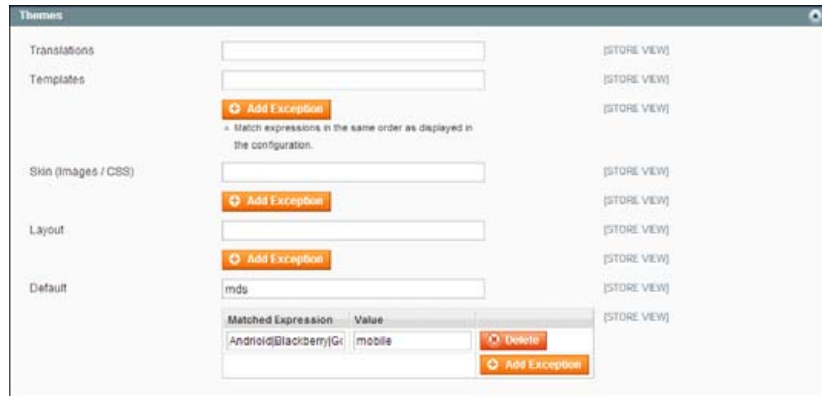 Themes
Translations [STORE VIEW]
Templates [STORE VIEW]
Add Exception [STORE VIEW]
Match expressions in the same order as displayed in
the configuration.
Skin (Images / CSS) [STORE VIEW]
Add Exception [STORE VIEW]
Layout [STORE VIEW]
Add Exception [STORE VIEW]
Default mds [STORE VIEW]
Matched Expression Value [STORE VIEW]
Andrioid|Blackberry|Go mobile Delete
Add Exception